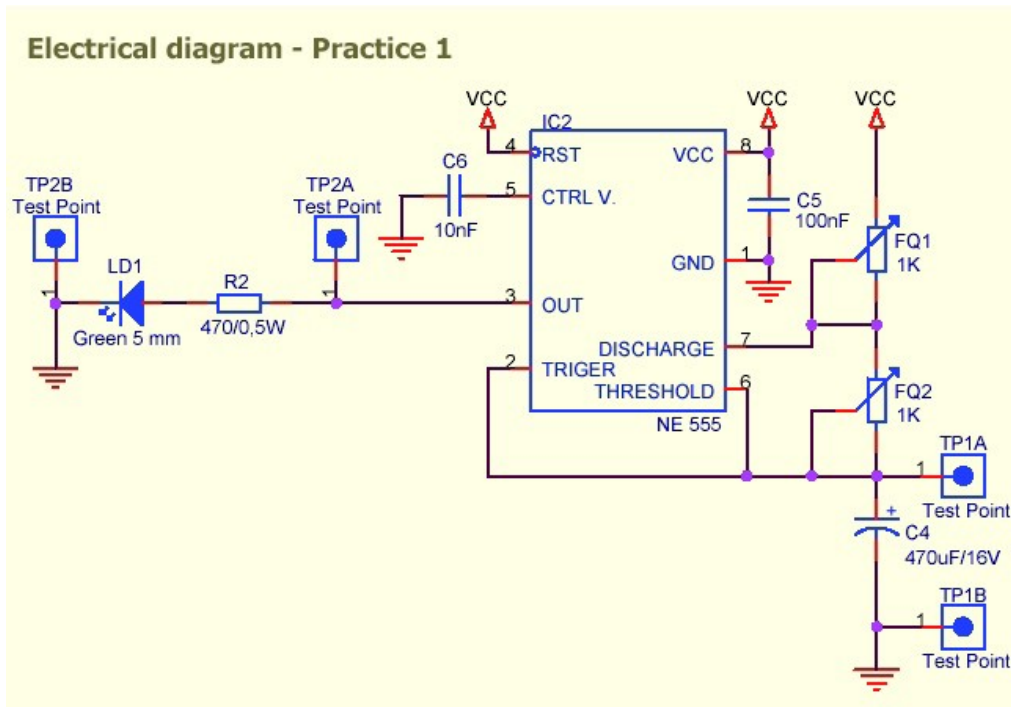 Electrical diagram - Practice 1
VCC
VCC
VCC
IC2
4
RST
VCC
8
C6
10nF
5
CTRL V.
C5
100nF
TP2B
Test Point
TP2A
Test Point
FQ1
1K
GND
1
LD1
Green 5 mm
1
R2
470/0,5W
1
3
OUT
DISCHARGE
7
2
TRIGER
THRESHOLD
6
NE 555
FQ2
1K
TP1A
1
Test Point
+
C4
470uF/16V
TP1B
1
Test Point